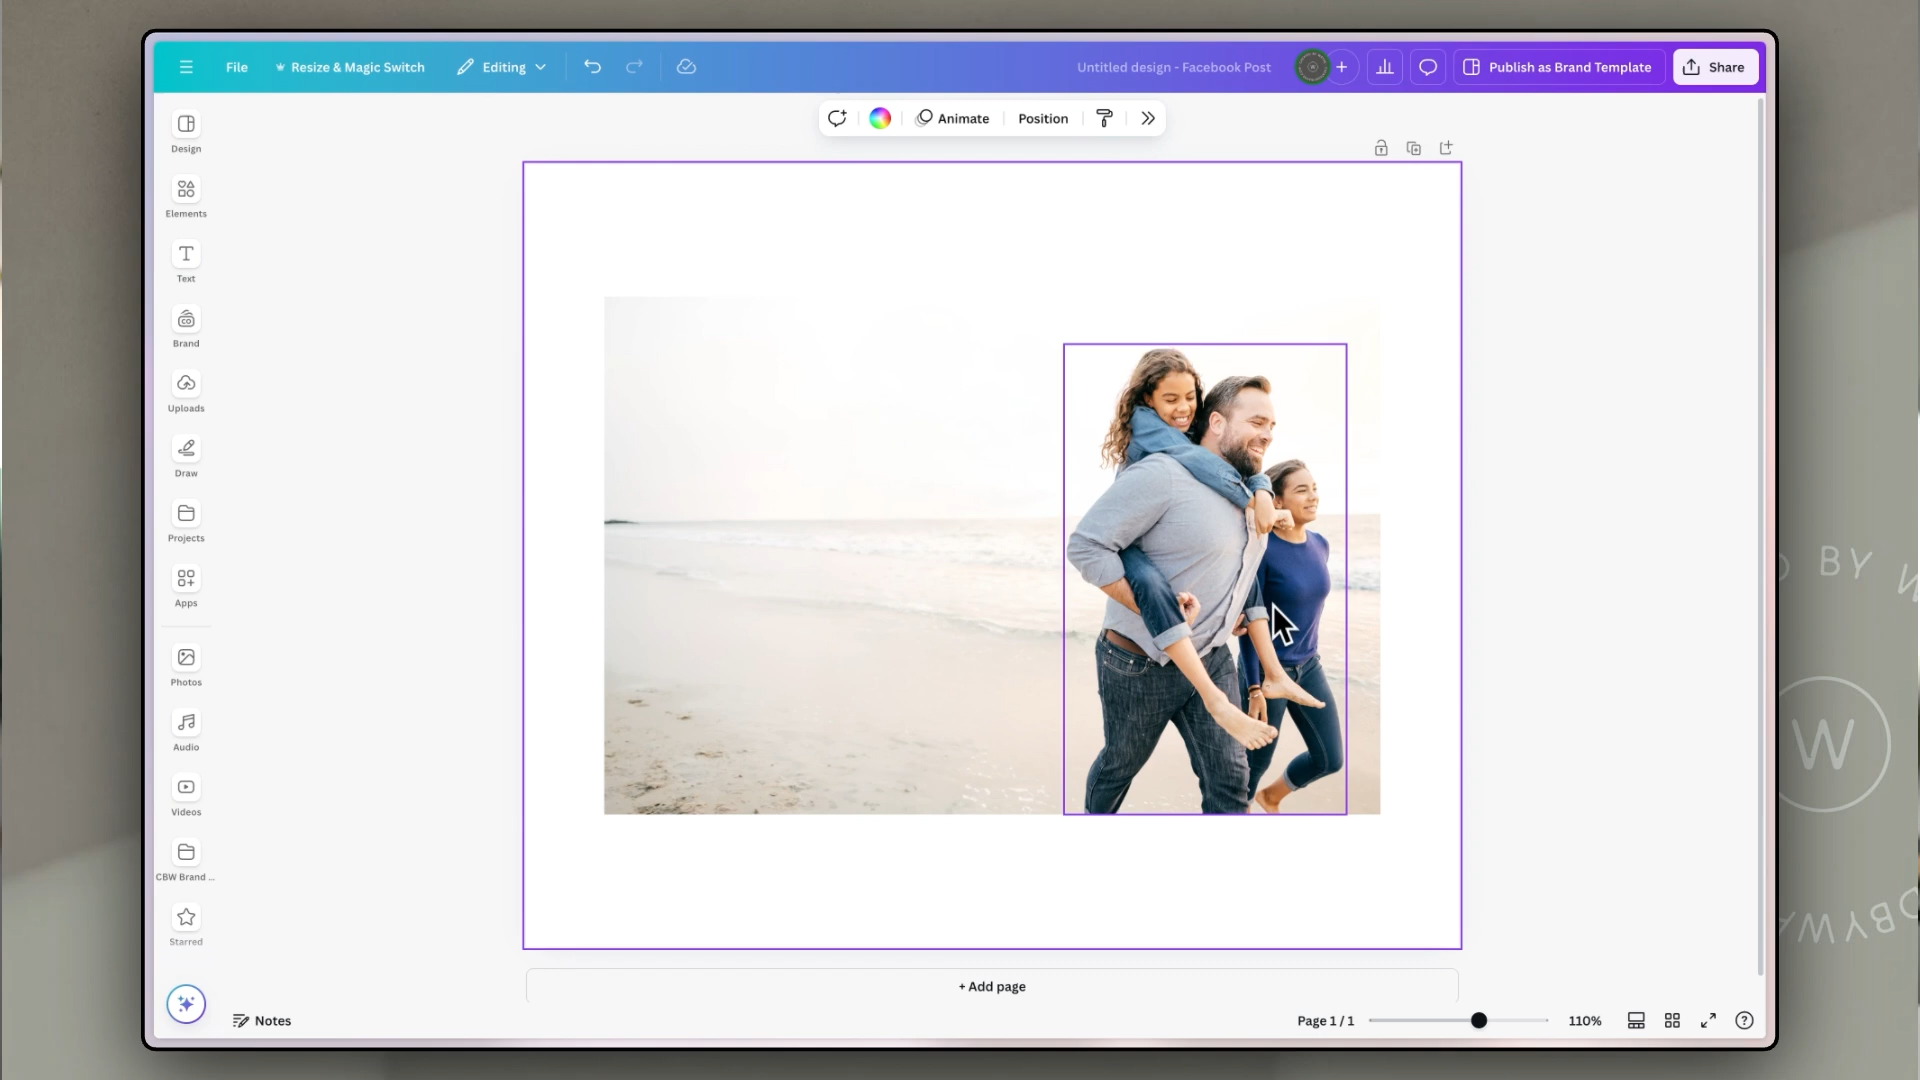 File
Resize & Magic Switch
Editing
Untitled design - Facebook Post
+
Publish as Brand Template
Share
Animate
Position
Design
Elements
Text
Brand
Uploads
Draw
Projects
Apps
Photos
Audio
Videos
CBW Brand ...
Starred
+ Add page
Notes
Page 1 / 1
110%
BY
W